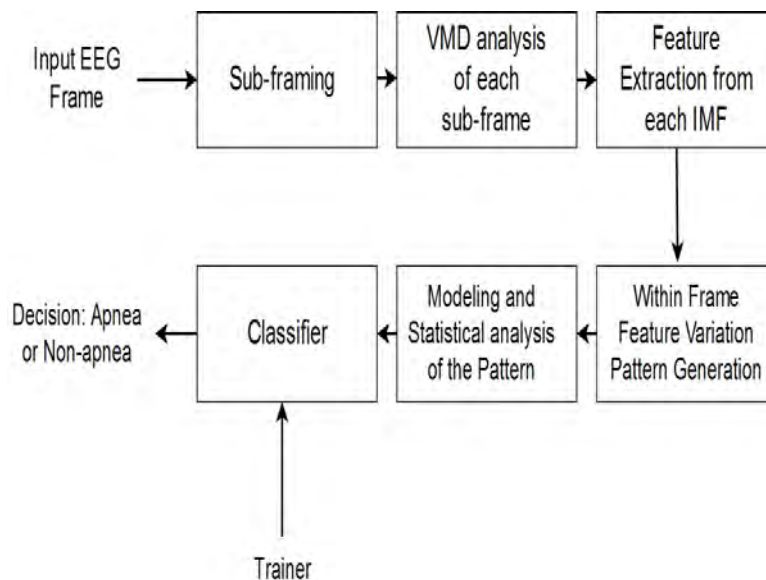 Input EEG
Frame
Sub-framing
VMD analysis
of each
sub-frame
Feature
Extraction from
each IMF
Within Frame
Feature Variation
Pattern Generation
Modeling and
Statistical analysis
of the Pattern
Classifier
Decision: Apnea
or Non-apnea
Trainer